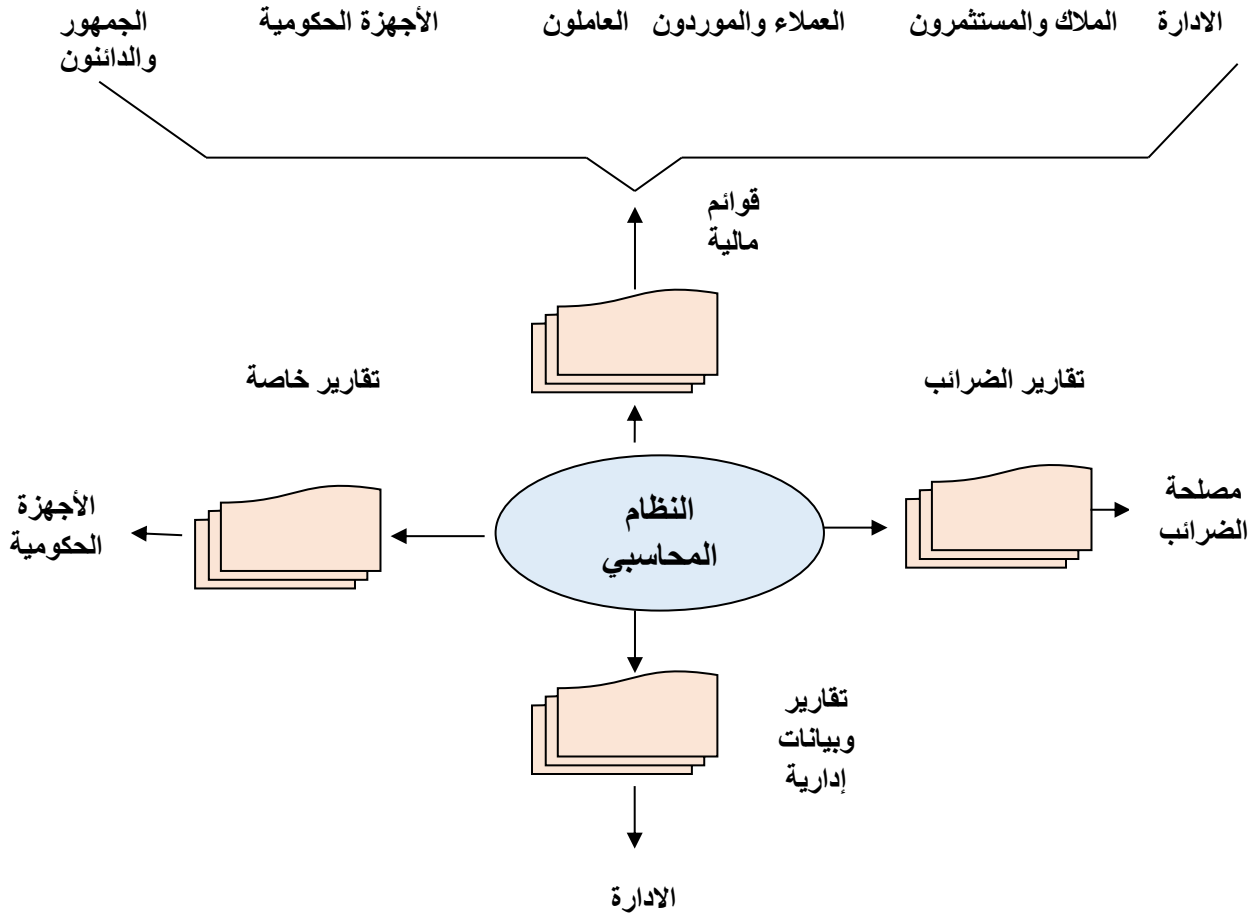 الادارة
الملاك والمستثمرون
العملاء والموردون
العاملون
الأجهزة الحكومية
الجمهور
والدائنون
قوائم
مالية
تقارير الضرائب
تقارير خاصة
مصلحة
الضرائب
النظام
المحاسبي
الأجهزة
الحكومية
تقارير
وبيانات
إدارية
الادارة